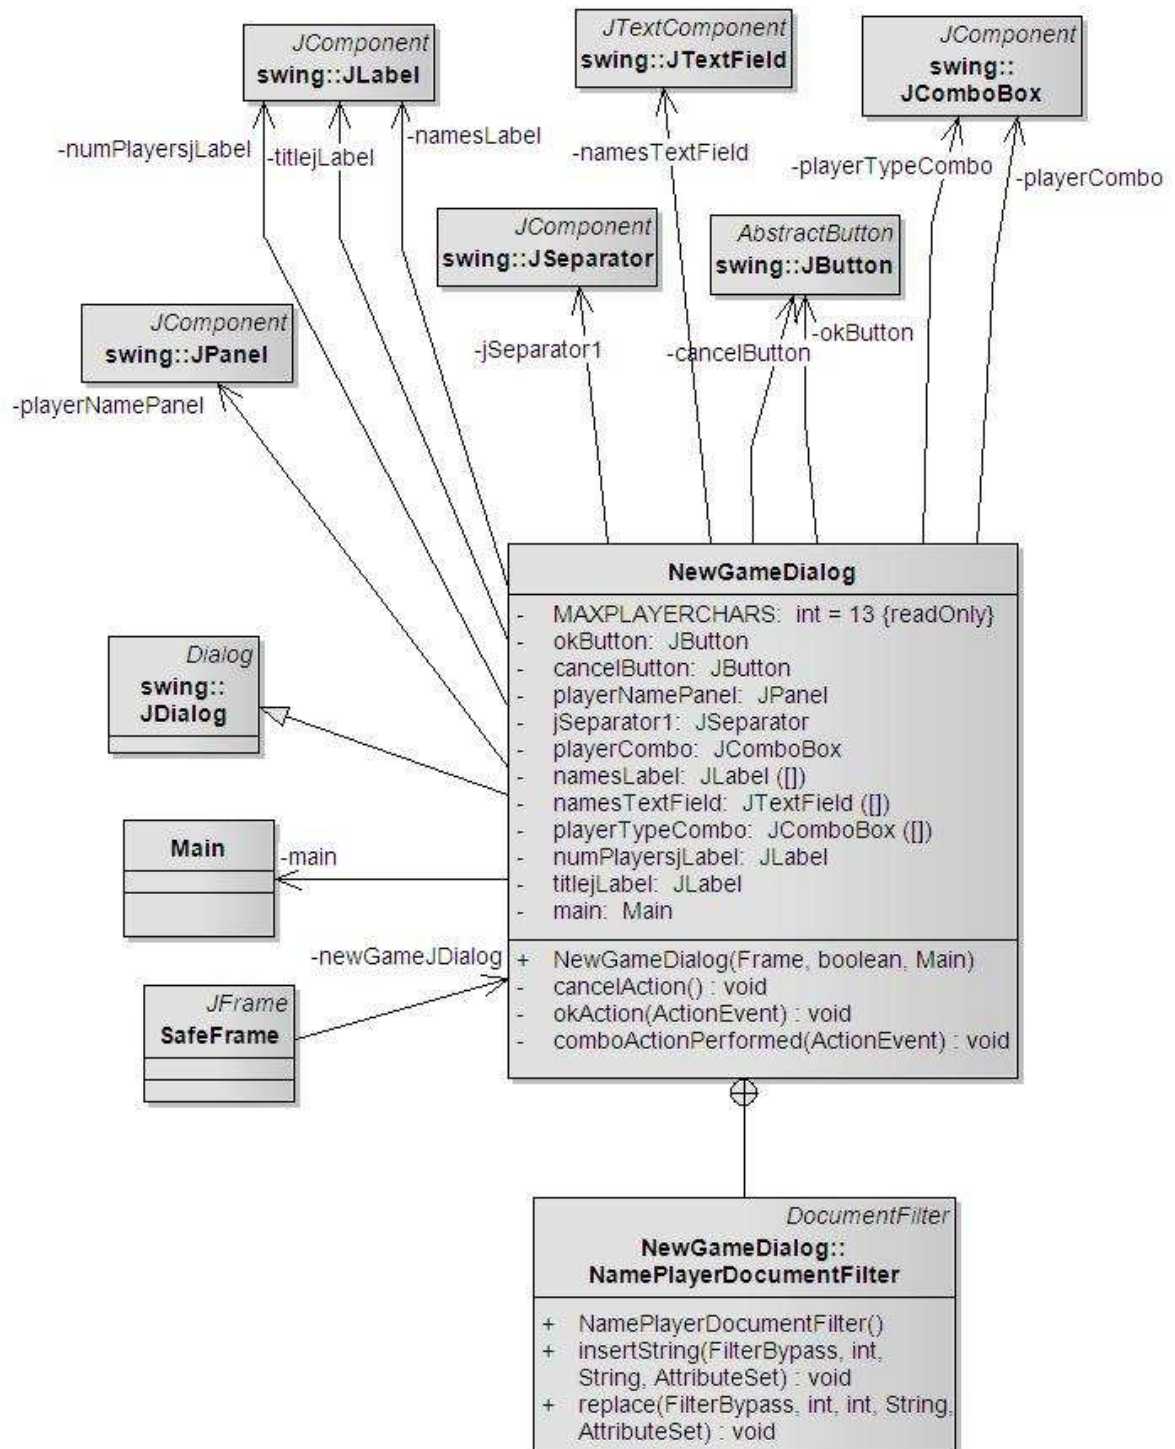 JComponent
swing::JLabel
JTextComponent
swing::JTextField
JComponent
swing::
JComboBox
-numPlayersjLabel
-titlejLabel
-namesLabel
-namesTextField
-playerTypeCombo
-playerCombo
JComponent
swing::JSeparator
AbstractButton
swing::JButton
JComponent
swing::JPanel
-jSeparator1
-cancelButton
-okButton
-playerNamePanel
NewGameDialog
- MAXPLAYERCHARS: int = 13 {readOnly}
- okButton: JButton
- cancelButton: JButton
- playerNamePanel: JPanel
- jSeparator1: JSeparator
- playerCombo: JComboBox
- namesLabel: JLabel ([])
- namesTextField: JTextField ([])
- playerTypeCombo: JComboBox ([])
- numPlayersjLabel: JLabel
- titlejLabel: JLabel
- main: Main
+ NewGameDialog(Frame, boolean, Main)
- cancelAction() : void
- okAction(ActionEvent) : void
- comboActionPerformed(ActionEvent) : void
Dialog
swing::
JDialog
Main
-main
-newGameJDialog
JFrame
SafeFrame
DocumentFilter
NewGameDialog::
NamePlayerDocumentFilter
+ NamePlayerDocumentFilter()
+ insertString(FilterBypass, int,
String, AttributeSet) : void
+ replace(FilterBypass, int, int, String,
AttributeSet) : void